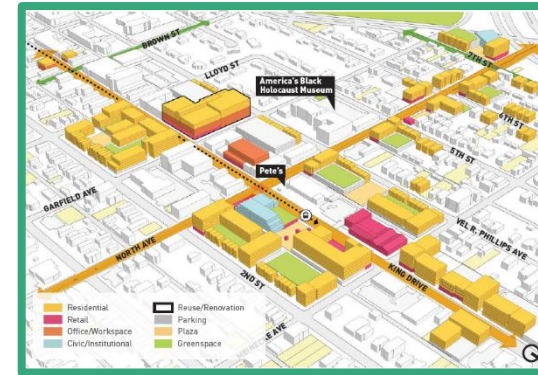 BROWN ST
7TH ST
LLOYD ST
America's Black
Holocaust Museum
6TH ST
5TH ST
Pete's
GARFIELD AVE
VEL R. PHILLIPS AVE
NORTH AVE
KING DRIVE
2ND ST
Residential
Retail
Office/Workspace
Civic/Institutional
Reuse/Renovation
Parking
Plaza
Greenspace
AVE